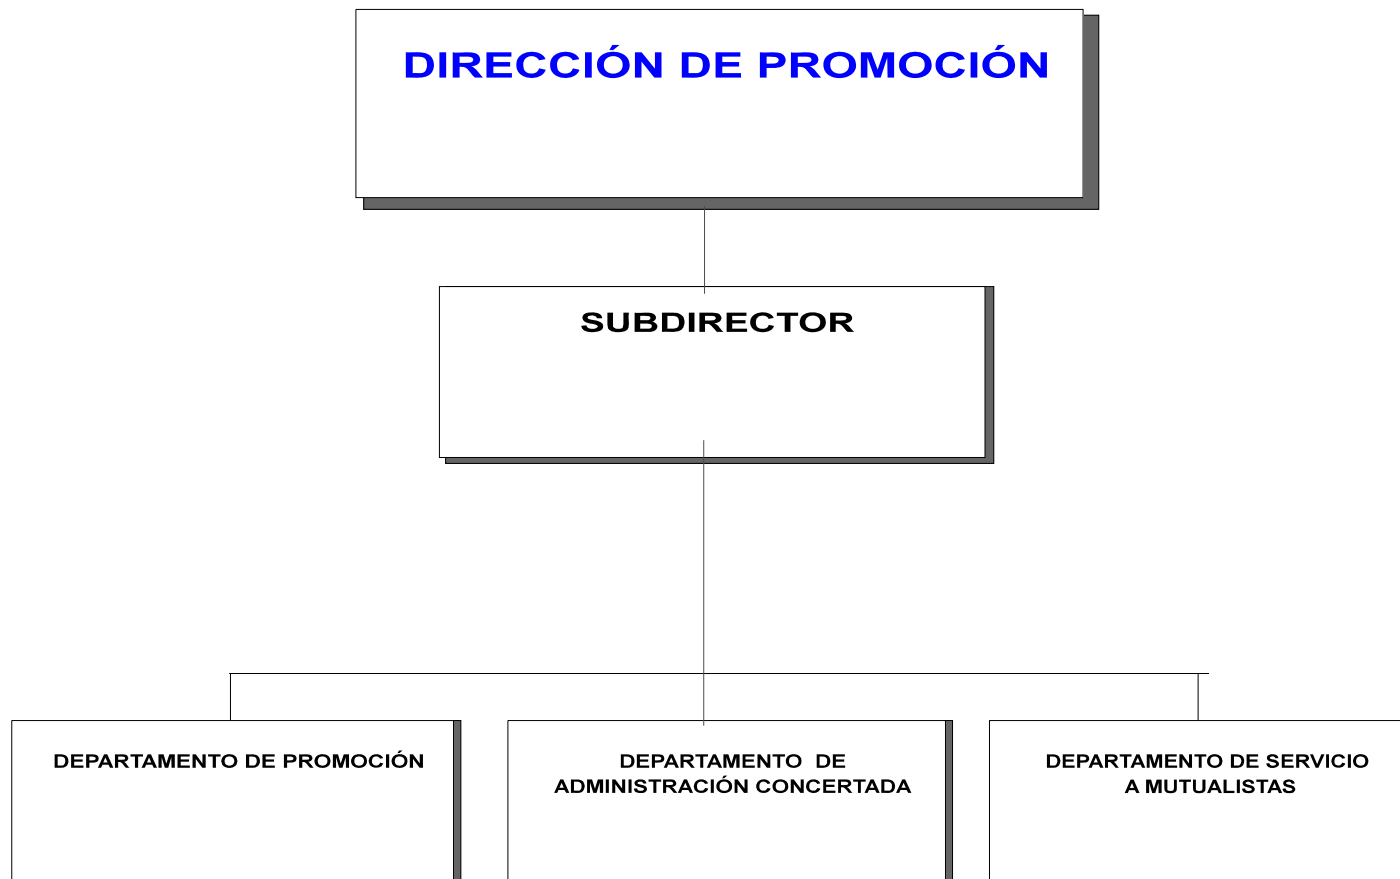 DIRECCIÓN DE PROMOCIÓN
SUBDIRECTOR
DEPARTAMENTO DE PROMOCIÓN
DEPARTAMENTO DE
ADMINISTRACIÓN CONCERTADA
DEPARTAMENTO DE SERVICIO
A MUTUALISTAS